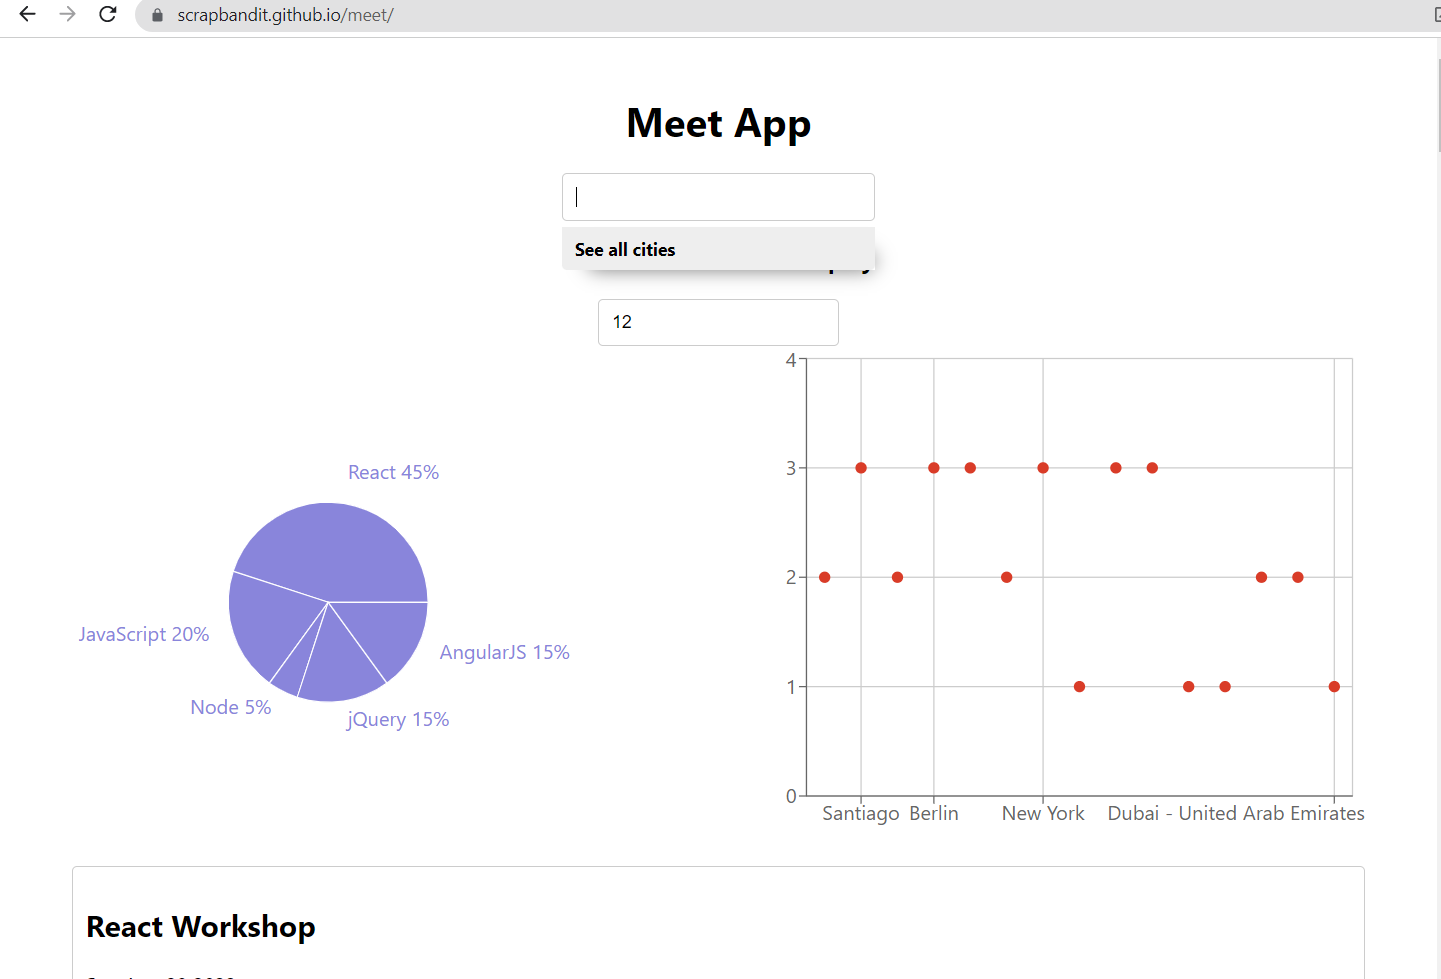 scrapbandit.github.io/meet/
Meet App
See all cities
12
4
3
2
1
0
Santiago Berlin New York Dubai - United Arab Emirates
React 45%
JavaScript 20%
AngularJS 15%
Node 5%
jQuery 15%
React Workshop